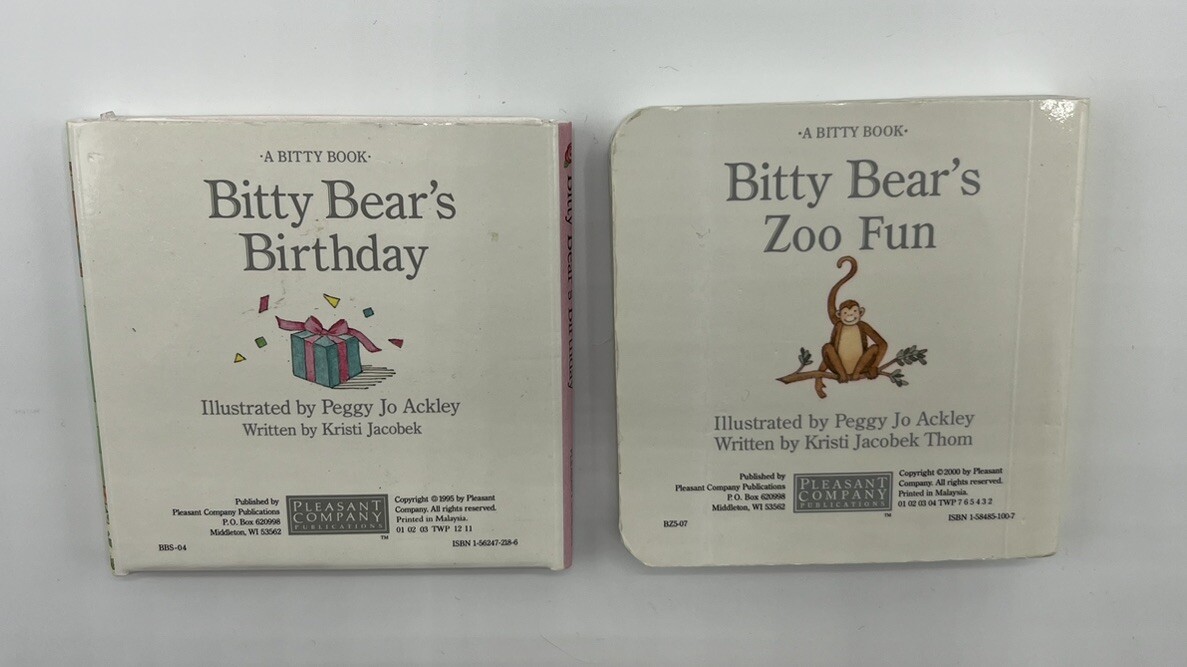 ·A BITTY BOOK·
Bitty Bear's
Birthday
Illustrated by Peggy Jo Ackley
Written by Kristi Jacobek
Published by
Pleasant Company Publications
P. O. Box 620998
Middleton, WI 53562
PLEASANT
COMPANY
PUBLICATIONS
TM
Copyright ©1995 by Pleasant
Company. All rights reserved.
Printed in Malaysia.
01 02 03 TWP 12 11
BBS-04
ISBN 1-56247-218-6
Bitty Bear's Birthday
·A BITTY BOOK·
Bitty Bear's
Zoo Fun
Illustrated by Peggy Jo Ackley
Written by Kristi Jacobek Thom
Published by
Pleasant Company Publications
P. O. Box 620998
Middleton, WI 53562
PLEASANT
COMPANY
PUBLICATIONS
TM
Copyright ©2000 by Pleasant
Company. All rights reserved.
Printed in Malaysia.
01 02 03 04 TWP 7 6 5 4 3 2
BZS-07
ISBN 1-58485-100-7